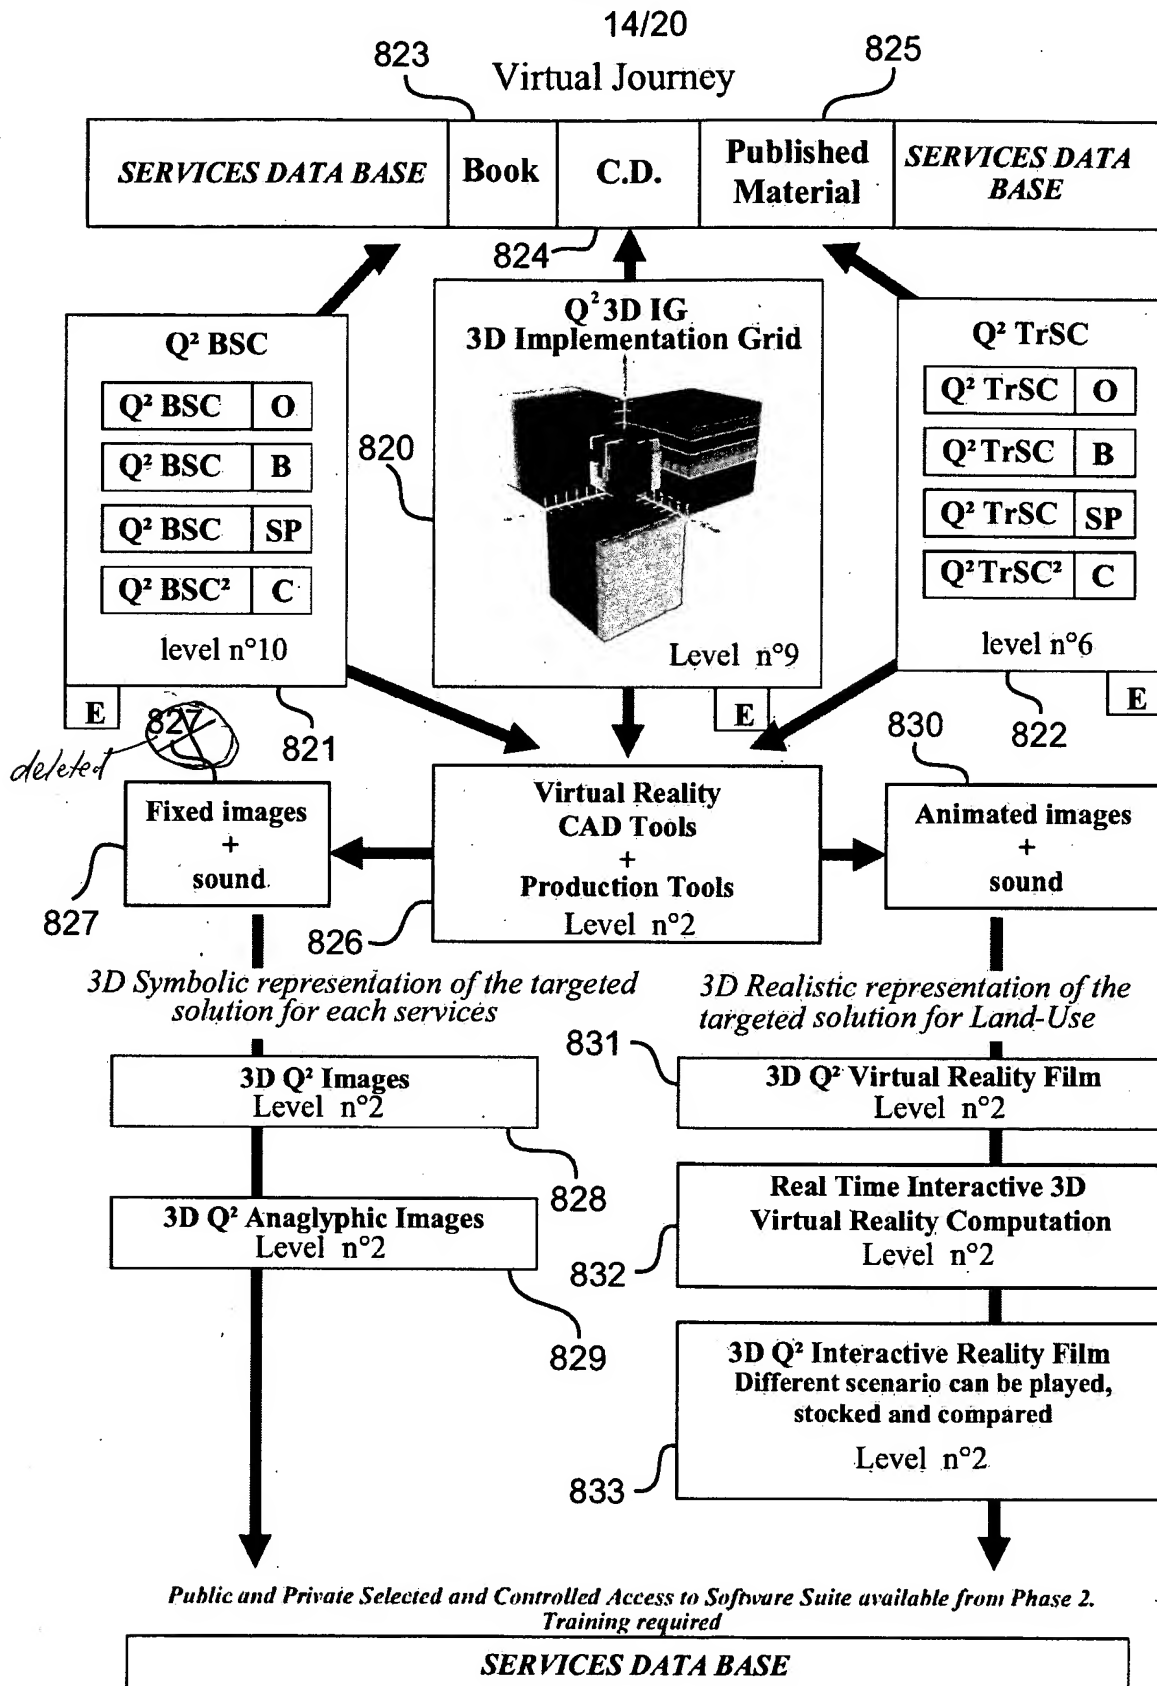 14/20
823
825
Virtual Journey
SERVICES DATA BASE
Book
C.D.
Published
Material
SERVICES DATA
BASE
824
Q² BSC
Q² BSC O
Q² BSC B
Q² BSC SP
Q² BSC² C
level n°10
E
821
820
Q² 3D IG
3D Implementation Grid
Level n°9
E
Q² TrSC
Q² TrSC O
Q² TrSC B
Q² TrSC SP
Q² TrSC² C
level n°6
E
822
827
deleted
830
Fixed images
+
sound
827
Virtual Reality
CAD Tools
+
Production Tools
Level n°2
826
Animated images
+
sound
3D Symbolic representation of the targeted
solution for each services
3D Realistic representation of the
targeted solution for Land-Use
831
3D Q² Images
Level n°2
828
3D Q² Anaglyphic Images
Level n°2
829
3D Q² Virtual Reality Film
Level n°2
Real Time Interactive 3D
Virtual Reality Computation
Level n°2
832
3D Q² Interactive Reality Film
Different scenario can be played,
stocked and compared
Level n°2
833
Public and Private Selected and Controlled Access to Software Suite available from Phase 2.
Training required
SERVICES DATA BASE